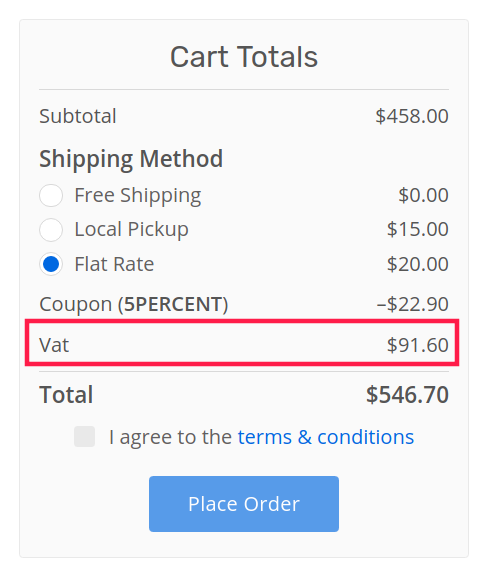 Cart Totals
Subtotal $458.00
Shipping Method
Free Shipping $0.00
Local Pickup $15.00
Flat Rate $20.00
Coupon (5PERCENT) –$22.90
Vat $91.60
Total $546.70
I agree to the terms & conditions
Place Order